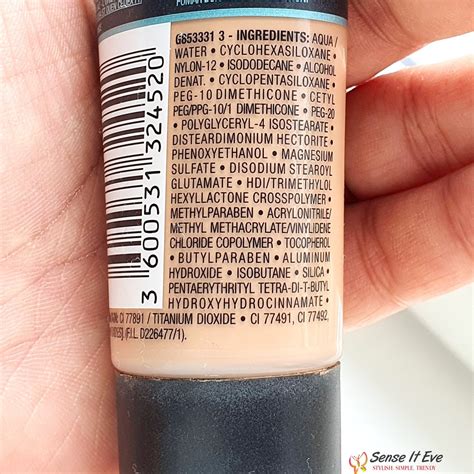 G853331 3 - INGREDIENTS: AQUA /
WATER • CYCLOHEXASILOXANE •
NYLON-12 • ISODODECANE • ALCOHOL
DENAT. • CYCLOPENTASILOXANE •
PEG-10 DIMETHICONE • CETYL
PEG/PPG-10/1 DIMETHICONE • PEG-20
• POLYGLYCERYL-4 ISOSTEARATE •
DISTEARDIMONIUM HECTORITE •
PHENOXYETHANOL • MAGNESIUM
SULFATE • DISODIUM STEAROYL
GLUTAMATE • HDI/TRIMETHYLOL
HEXYLLACTONE CROSSPOLYMER •
METHYLPARABEN • ACRYLONITRILE/
METHYL METHACRYLATE/VINYLIDENE
CHLORIDE COPOLYMER • TOCOPHEROL
• BUTYLPARABEN • ALUMINUM
HYDROXIDE • ISOBUTANE • SILICA •
PENTAERYTHRITYL TETRA-DI-T-BUTYL
HYDROXYHYDROCINNAMATE •
CI 77891 / TITANIUM DIOXIDE • CI 77491, CI 77492,
(F.I.L. D226477/1).
3 600531 324520
Sense It Eve
STYLISH. SIMPLE. TRENDY